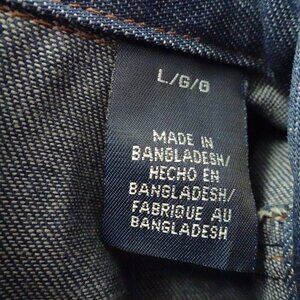 L/G/G
MADE IN
BANGLADESH/
HECHO EN
BANGLADESH/
FABRIQUE AU
BANGLADESH